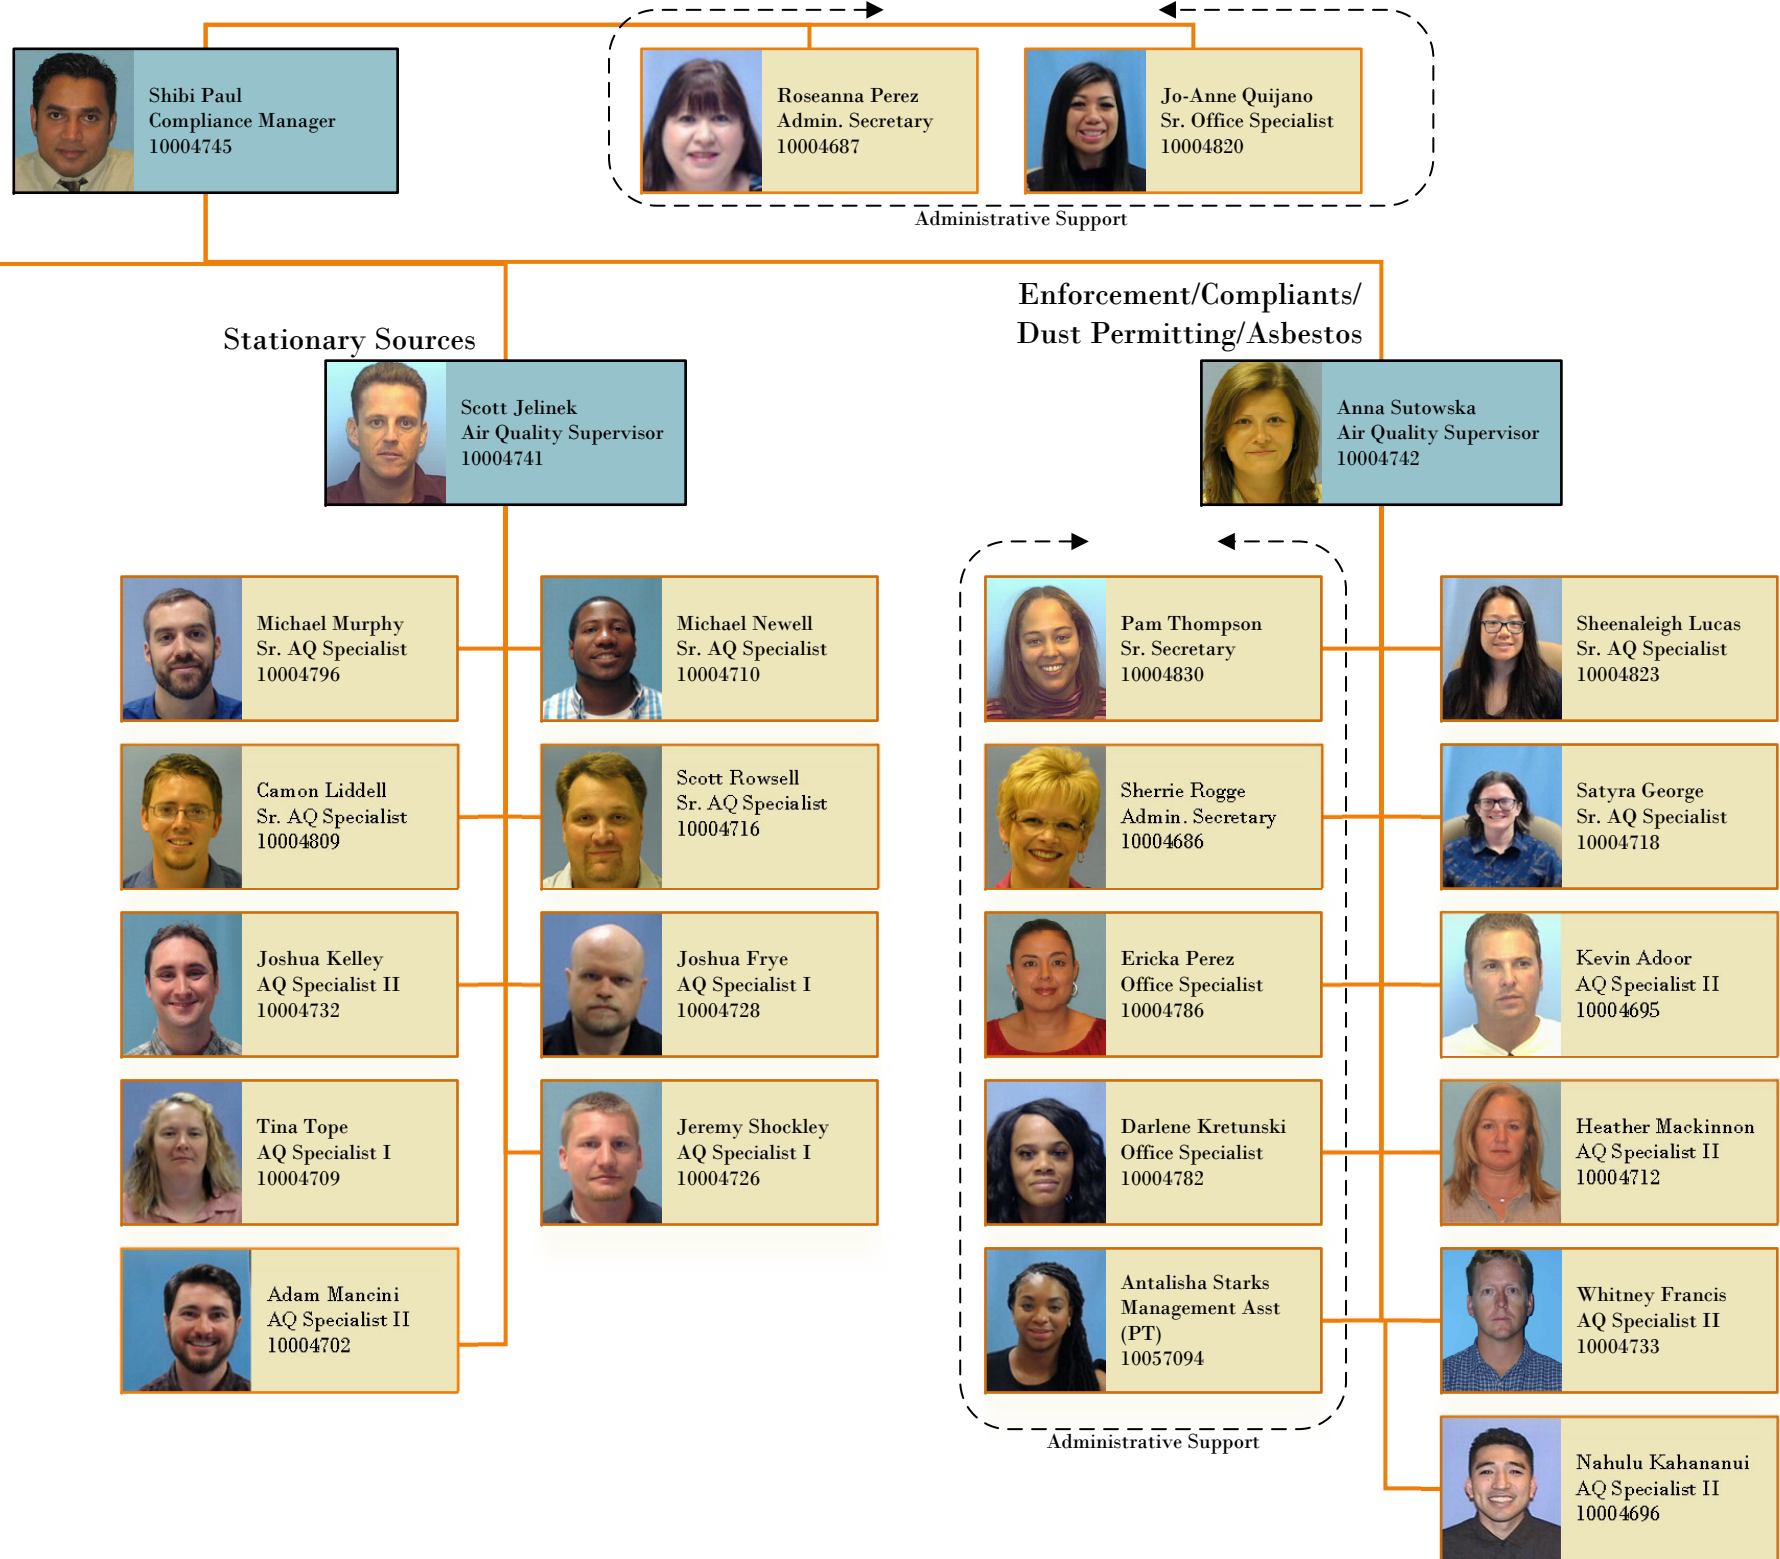 Shibi Paul
Compliance Manager
10004745
Roseanna Perez
Admin. Secretary
10004687
Jo-Anne Quijano
Sr. Office Specialist
10004820
Administrative Support
Stationary Sources
Enforcement/Compliants/
Dust Permitting/Asbestos
Scott Jelinek
Air Quality Supervisor
10004741
Anna Sutowska
Air Quality Supervisor
10004742
Michael Murphy
Sr. AQ Specialist
10004796
Michael Newell
Sr. AQ Specialist
10004710
Pam Thompson
Sr. Secretary
10004830
Sheenaleigh Lucas
Sr. AQ Specialist
10004823
Camon Liddell
Sr. AQ Specialist
10004809
Scott Rowsell
Sr. AQ Specialist
10004716
Sherrie Rogge
Admin. Secretary
10004686
Satyra George
Sr. AQ Specialist
10004718
Joshua Kelley
AQ Specialist II
10004732
Joshua Frye
AQ Specialist I
10004728
Ericka Perez
Office Specialist
10004786
Kevin Adoor
AQ Specialist II
10004695
Tina Tope
AQ Specialist I
10004709
Jeremy Shockley
AQ Specialist I
10004726
Darlene Kretunski
Office Specialist
10004782
Heather Mackinnon
AQ Specialist II
10004712
Adam Mancini
AQ Specialist II
10004702
Antalisha Starks
Management Asst
(PT)
10057094
Whitney Francis
AQ Specialist II
10004733
Administrative Support
Nahulu Kahananui
AQ Specialist II
10004696